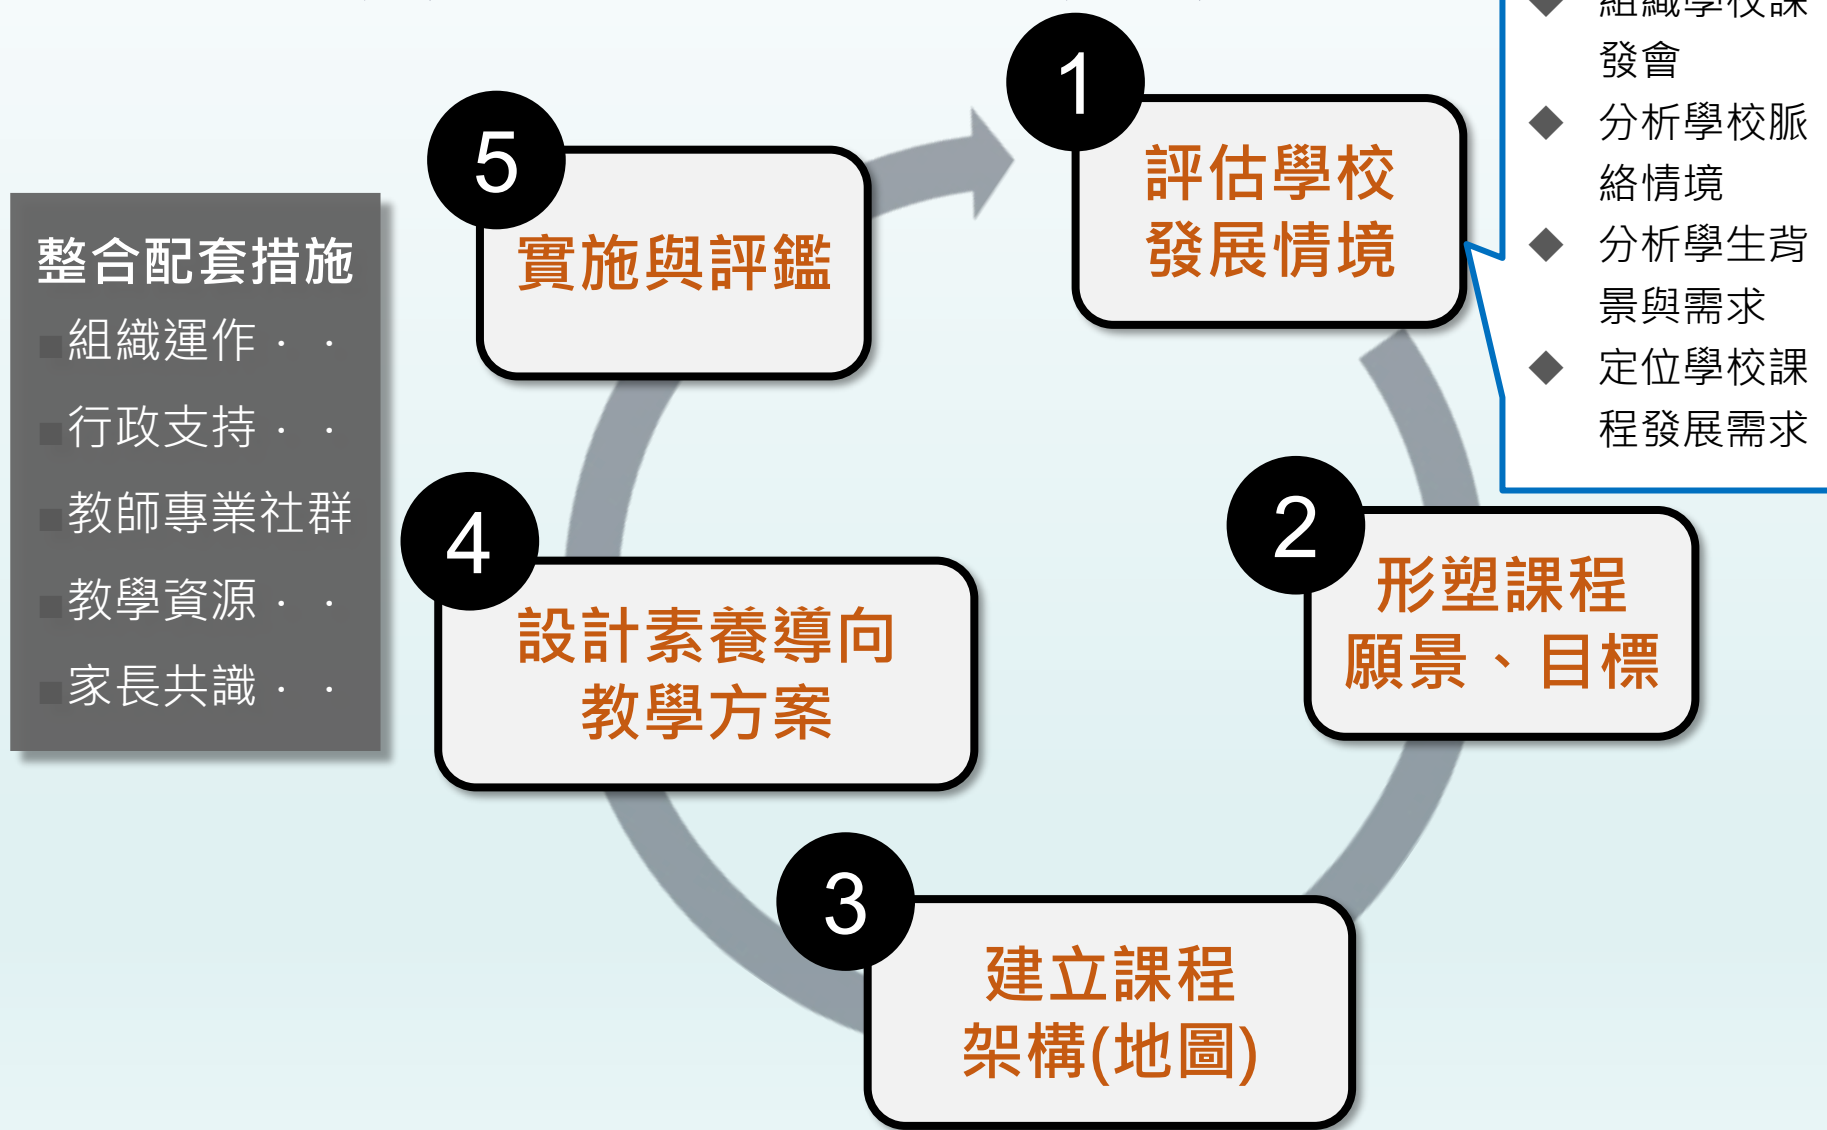 1
評估學校
發展情境
組織學校課
發會
分析學校脈
絡情境
分析學生背
景與需求
定位學校課
程發展需求
2
形塑課程
願景、目標
3
建立課程
架構(地圖)
4
設計素養導向
教學方案
5
實施與評鑑
整合配套措施
組織運作．．
行政支持．．
教師專業社群
教學資源．．
家長共識．．